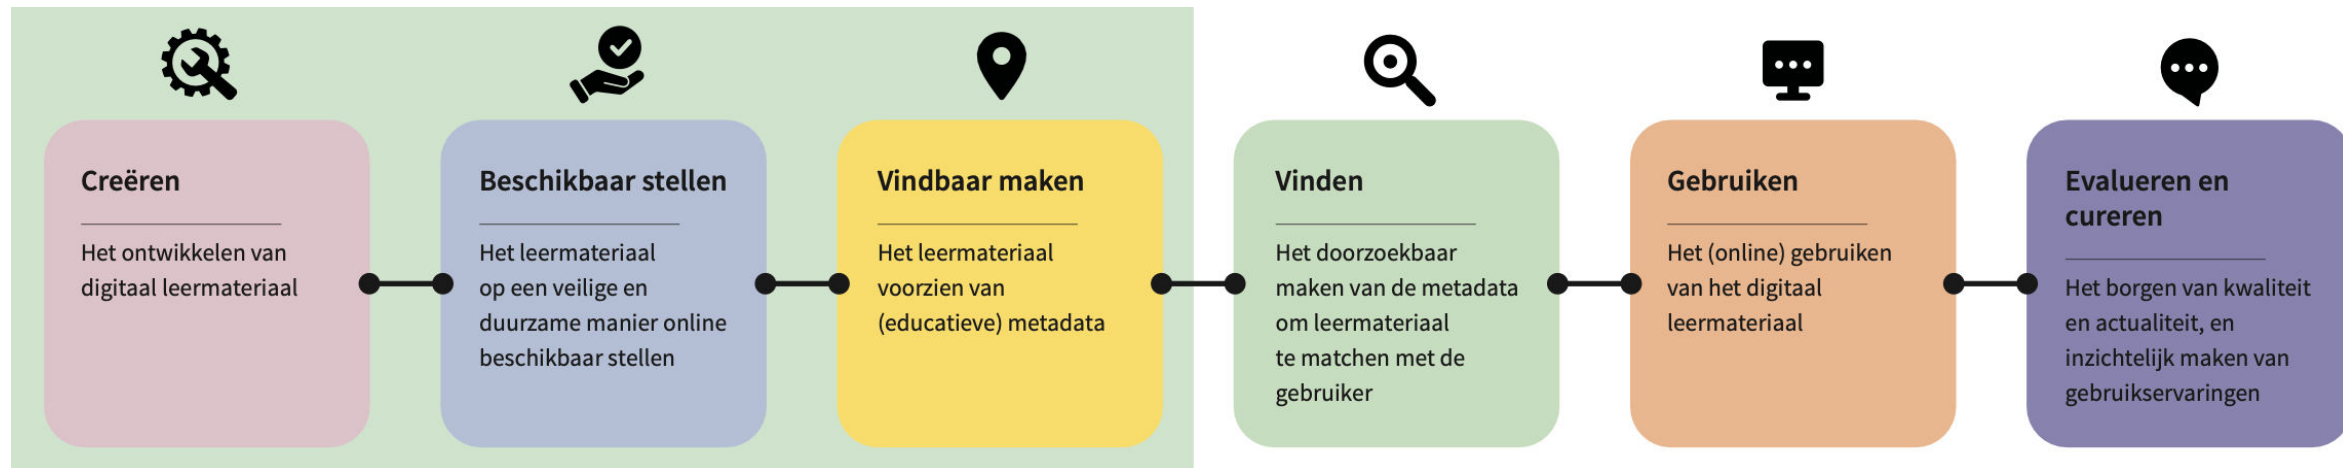 Creëren
Het ontwikkelen van
digitaal leermateriaal
Beschikbaar stellen
Het leermateriaal
op een veilige en
duurzame manier online
beschikbaar stellen
Vindbaar maken
Het leermateriaal
voorzien van
(educatieve) metadata
Vinden
Het doorzoekbaar
maken van de metadata
om leermateriaal
te matchen met de
gebruiker
Gebruiken
Het (online) gebruiken
van het digitaal
leermateriaal
Evalueren en
cureren
Het borgen van kwaliteit
en actualiteit, en
inzichtelijk maken van
gebruikservaringen